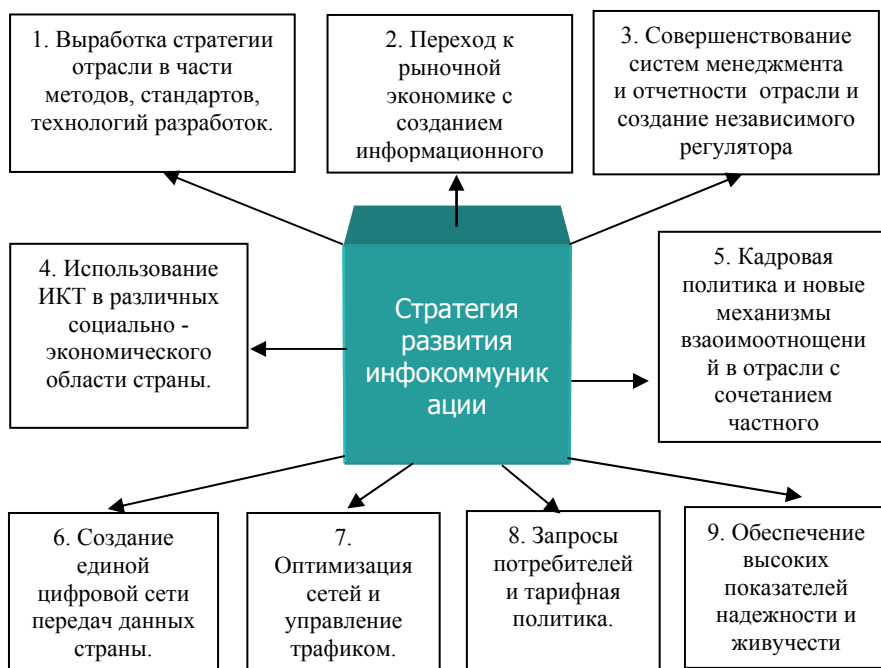 1. Выработка стратегии
отрасли в части
методов, стандартов,
технологий разработок.
2. Переход к
рыночной
экономике с
созданием
информационного
3. Совершенствование
систем менеджмента
и отчетности отрасли и
создание независимого
регулятора
4. Использование
ИКТ в различных
социально -
экономического
области страны.
Стратегия
развития
инфокоммуник
ации
5. Кадровая
политика и новые
механизмы
взаоимоотнощени
й в отрасли с
сочетанием
частного
6. Создание
единой
цифровой сети
передач данных
страны.
7.
Оптимизация
сетей и
управление
трафиком.
8. Запросы
потребителей
и тарифная
политика.
9. Обеспечение
высоких
показателей
надежности и
живучести